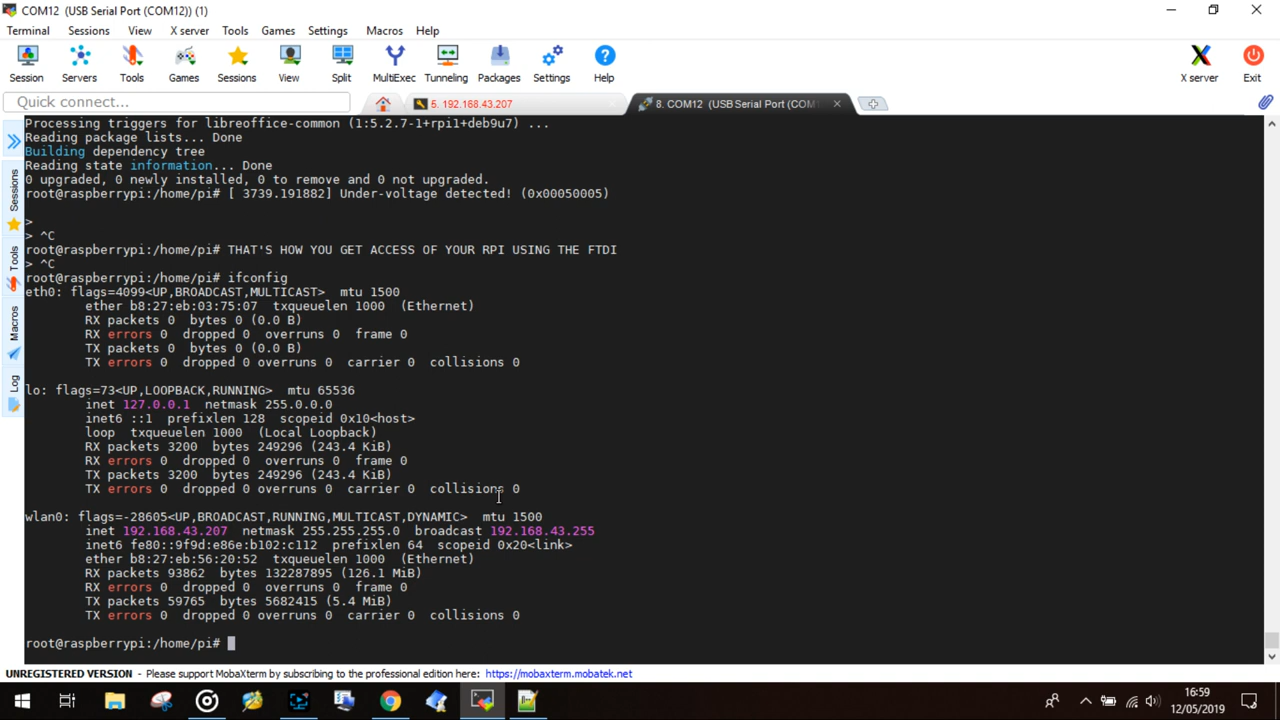 COM12 (USB Serial Port (COM12)) (1)
Terminal Sessions View X server Tools Games Settings Macros Help
Session Servers Tools Games Sessions View Split MultiExec Tunneling Packages Settings Help X server Exit
Quick connect...
5. 192.168.43.207
8. COM12 (USB Serial Port (COM
Sessions
Tools
Macros
Log
Processing triggers for libreoffice-common (1:5.2.7-1+rpi1+deb9u7) ...
Reading package lists... Done
Building dependency tree
Reading state information... Done
0 upgraded, 0 newly installed, 0 to remove and 0 not upgraded.
root@raspberrypi:/home/pi# [ 3739.191882] Under-voltage detected! (0x00050005)
>
> ^C
root@raspberrypi:/home/pi# THAT'S HOW YOU GET ACCESS OF YOUR RPI USING THE FTDI
> ^C
root@raspberrypi:/home/pi# ifconfig
eth0: flags=4099<UP,BROADCAST,MULTICAST> mtu 1500
ether b8:27:eb:03:75:07 txqueuelen 1000 (Ethernet)
RX packets 0 bytes 0 (0.0 B)
RX errors 0 dropped 0 overruns 0 frame 0
TX packets 0 bytes 0 (0.0 B)
TX errors 0 dropped 0 overruns 0 carrier 0 collisions 0
lo: flags=73<UP,LOOPBACK,RUNNING> mtu 65536
inet 127.0.0.1 netmask 255.0.0.0
inet6 ::1 prefixlen 128 scopeid 0x10<host>
loop txqueuelen 1000 (Local Loopback)
RX packets 3200 bytes 249296 (243.4 KiB)
RX errors 0 dropped 0 overruns 0 frame 0
TX packets 3200 bytes 249296 (243.4 KiB)
TX errors 0 dropped 0 overruns 0 carrier 0 collisions 0
wlan0: flags=-28605<UP,BROADCAST,RUNNING,MULTICAST,DYNAMIC> mtu 1500
inet 192.168.43.207 netmask 255.255.255.0 broadcast 192.168.43.255
inet6 fe80::9f9d:e86e:b102:c112 prefixlen 64 scopeid 0x20<link>
ether b8:27:eb:56:20:52 txqueuelen 1000 (Ethernet)
RX packets 93862 bytes 132287895 (126.1 MiB)
RX errors 0 dropped 0 overruns 0 frame 0
TX packets 59765 bytes 5682415 (5.4 MiB)
TX errors 0 dropped 0 overruns 0 carrier 0 collisions 0
root@raspberrypi:/home/pi#
UNREGISTERED VERSION - Please support MobaXterm by subscribing to the professional edition here: https://mobaxterm.mobatek.net
16:59
12/05/2019